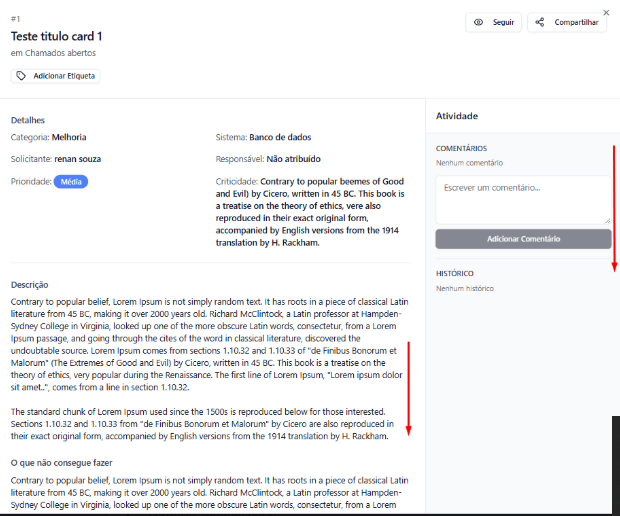 #1
Teste titulo card 1
em Chamados abertos
Adicionar Etiqueta
Seguir
Compartilhar
Detalhes
Categoria: Melhoria
Sistema: Banco de dados
Solicitante: renan souza
Responsável: Não atribuído
Prioridade: Média
Criticidade: Contrary to popular beemes of Good
and Evil) by Cicero, written in 45 BC. This book is
a treatise on the theory of ethics, vere also
reproduced in their exact original form,
accompanied by English versions from the 1914
translation by H. Rackham.
Descrição
Contrary to popular belief, Lorem Ipsum is not simply random text. It has roots in a piece of classical Latin
literature from 45 BC, making it over 2000 years old. Richard McClintock, a Latin professor at Hampden-
Sydney College in Virginia, looked up one of the more obscure Latin words, consectetur, from a Lorem
Ipsum passage, and going through the cites of the word in classical literature, discovered the
undoubtable source. Lorem Ipsum comes from sections 1.10.32 and 1.10.33 of "de Finibus Bonorum et
Malorum" (The Extremes of Good and Evil) by Cicero, written in 45 BC. This book is a treatise on the
theory of ethics, very popular during the Renaissance. The first line of Lorem Ipsum, "Lorem ipsum dolor
sit amet..", comes from a line in section 1.10.32.
The standard chunk of Lorem Ipsum used since the 1500s is reproduced below for those interested.
Sections 1.10.32 and 1.10.33 from "de Finibus Bonorum et Malorum" by Cicero are also reproduced in
their exact original form, accompanied by English versions from the 1914 translation by H. Rackham.
O que não consegue fazer
Contrary to popular belief, Lorem Ipsum is not simply random text. It has roots in a piece of classical Latin
literature from 45 BC, making it over 2000 years old. Richard McClintock, a Latin professor at Hampden-
Sydney College in Virginia, looked up one of the more obscure Latin words, consectetur, from a Lorem
Atividade
COMENTÁRIOS
Nenhum comentário
Escrever um comentário...
Adicionar Comentário
HISTÓRICO
Nenhum histórico